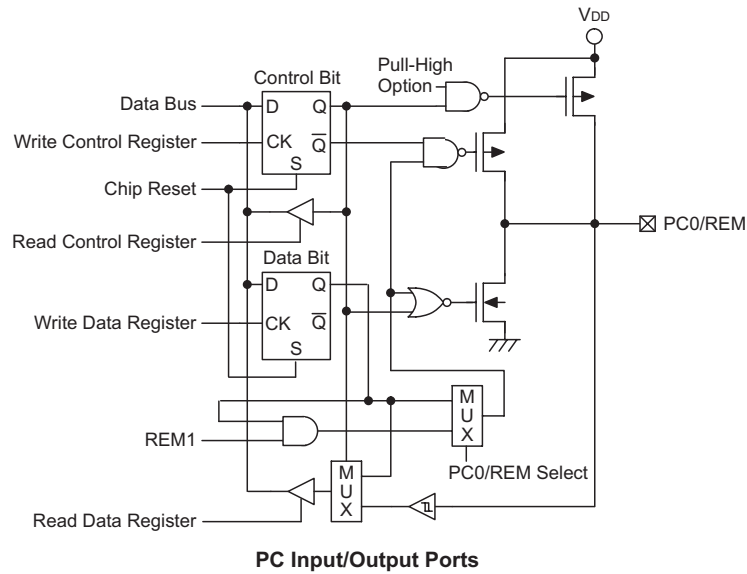 VDD
Pull-High
Option
Control Bit
Data Bus
D
Q
Write Control Register
CK
Q
S
Chip Reset
PC0/REM
Read Control Register
Data Bit
D
Q
Write Data Register
CK
Q
S
M
U
X
REM1
PC0/REM Select
M
U
X
Read Data Register
PC Input/Output Ports